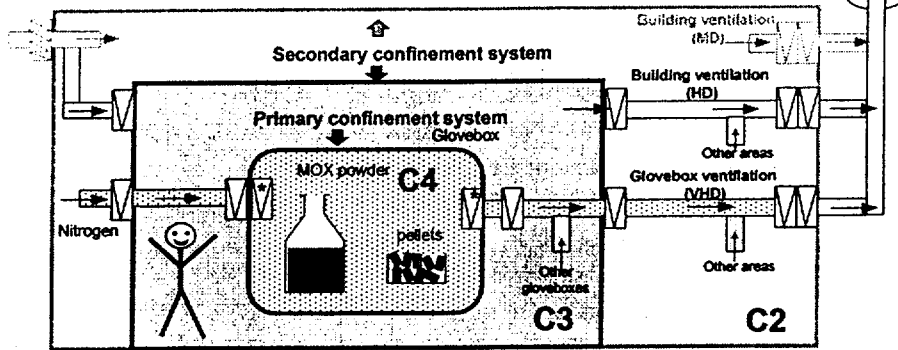 Building ventilation
(MD)
Secondary confinement system
Building ventilation
(HD)
Primary confinement system
Glovebox
Other areas
MOX powder
C4
Glovebox ventilation
(VHD)
*
*
Nitrogen
pellets
Other
gloveboxes
Other areas
C3
C2